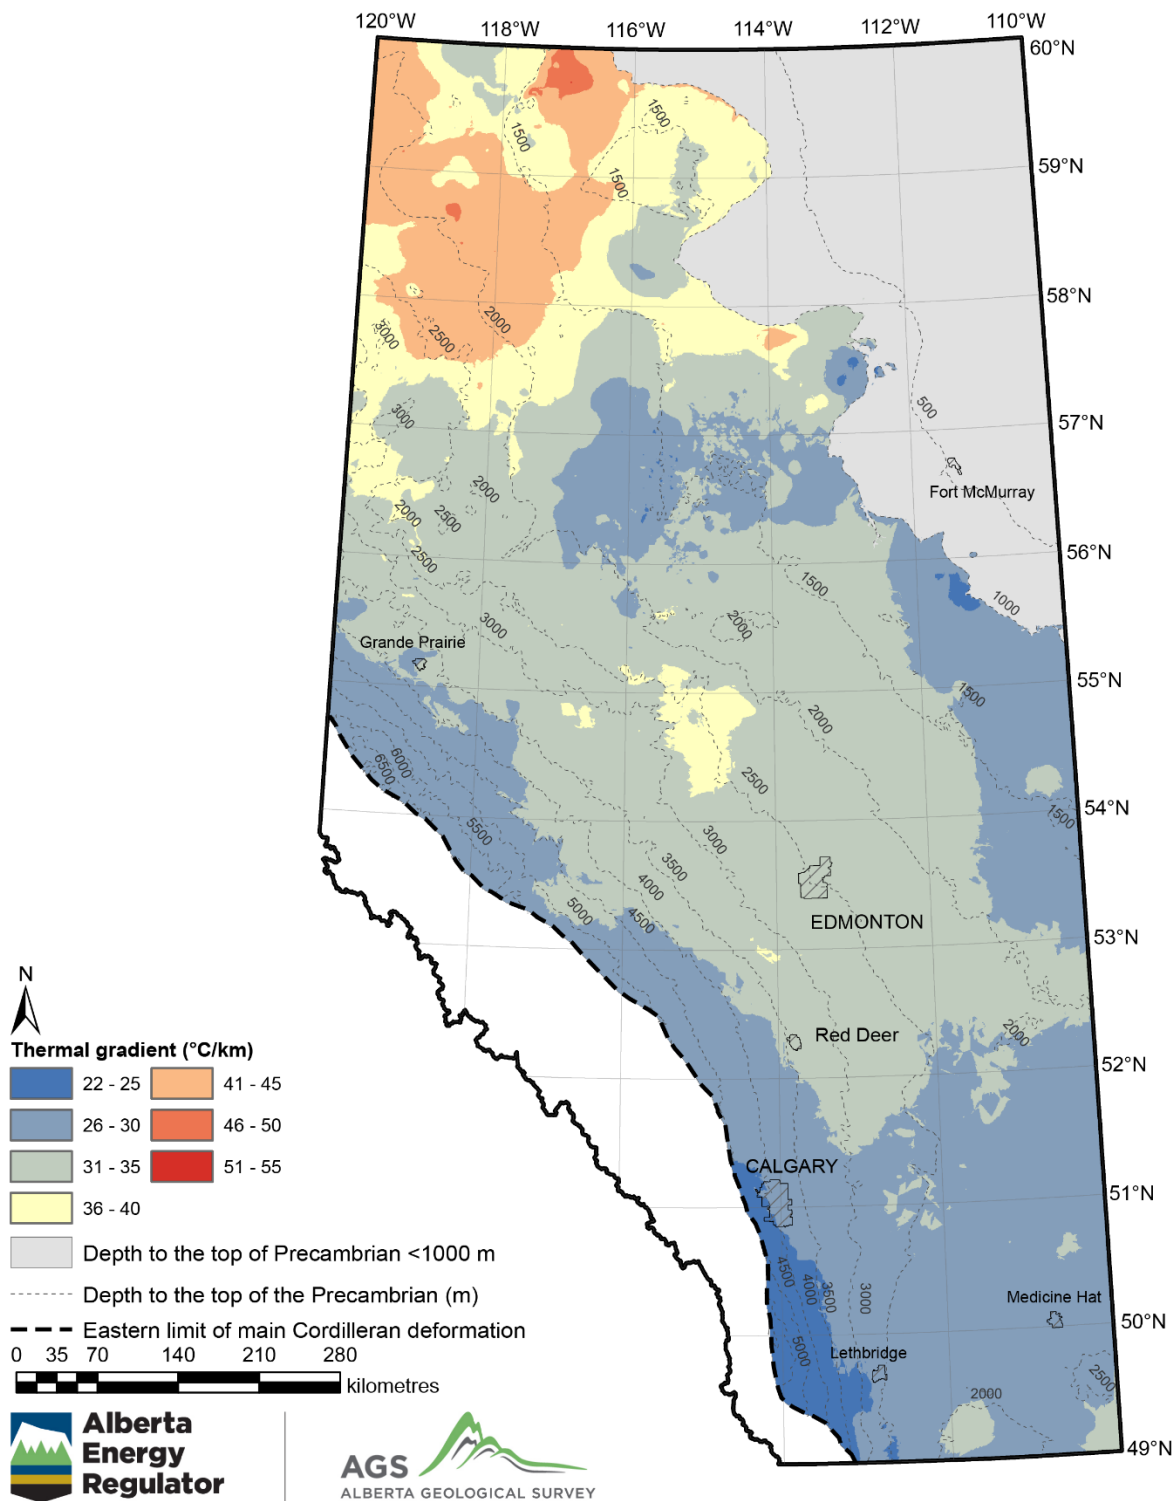 120°W
118°W
116°W
114°W
112°W
110°W
60°N
1500
1500
1500
59°N
58°N
2000
2500
3000
3000
57°N
500
Fort McMurray
2000
2000
2500
2500
56°N
1500
1000
3000
2000
Grande Prairie
55°N
1500
2000
6000
6500
2500
54°N
1500
5500
3000
3500
4000
5000
4500
EDMONTON
53°N
Red Deer
2000
52°N
CALGARY
51°N
4500
4000
3500
3000
Medicine Hat
50°N
5000
Lethbridge
2500
2000
49°N
N
Thermal gradient (°C/km)
22 - 25
41 - 45
26 - 30
46 - 50
31 - 35
51 - 55
36 - 40
Depth to the top of Precambrian <1000 m
Depth to the top of the Precambrian (m)
Eastern limit of main Cordilleran deformation
0 35 70 140 210 280
kilometres
Alberta
Energy
Regulator
AGS
ALBERTA GEOLOGICAL SURVEY